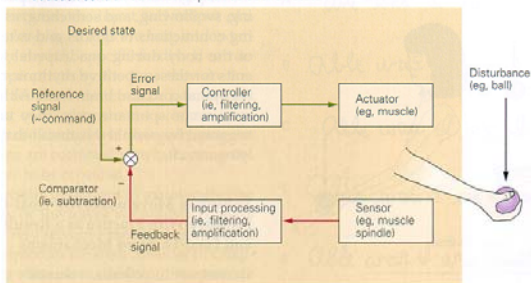 Desired state
Reference
signal
(~command)
Error
signal
Controller
(ie, filtering,
amplification)
Actuator
(eg, muscle)
Disturbance
(eg, ball)
+
−
Comparator
(ie, subtraction)
Feedback
signal
Input processing
(ie, filtering,
amplification)
Sensor
(eg, muscle
spindle)